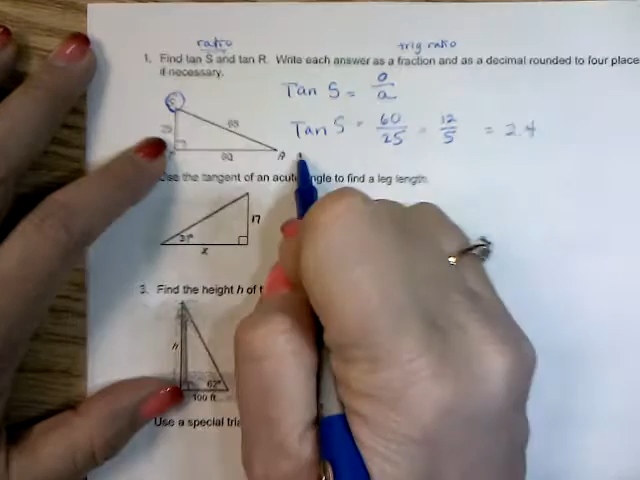 ratio trig ratio
1. Find tan S and tan R. Write each answer as a fraction and as a decimal rounded to four place
if necessary.
Tan S = o/a
Tan S = 60/25 = 12/5 = 2.4
65
25
60 R
the tangent of an acute angle to find a leg length.
17
31°
x
3. Find the height h of t
h
62°
100 ft
Use a special tria